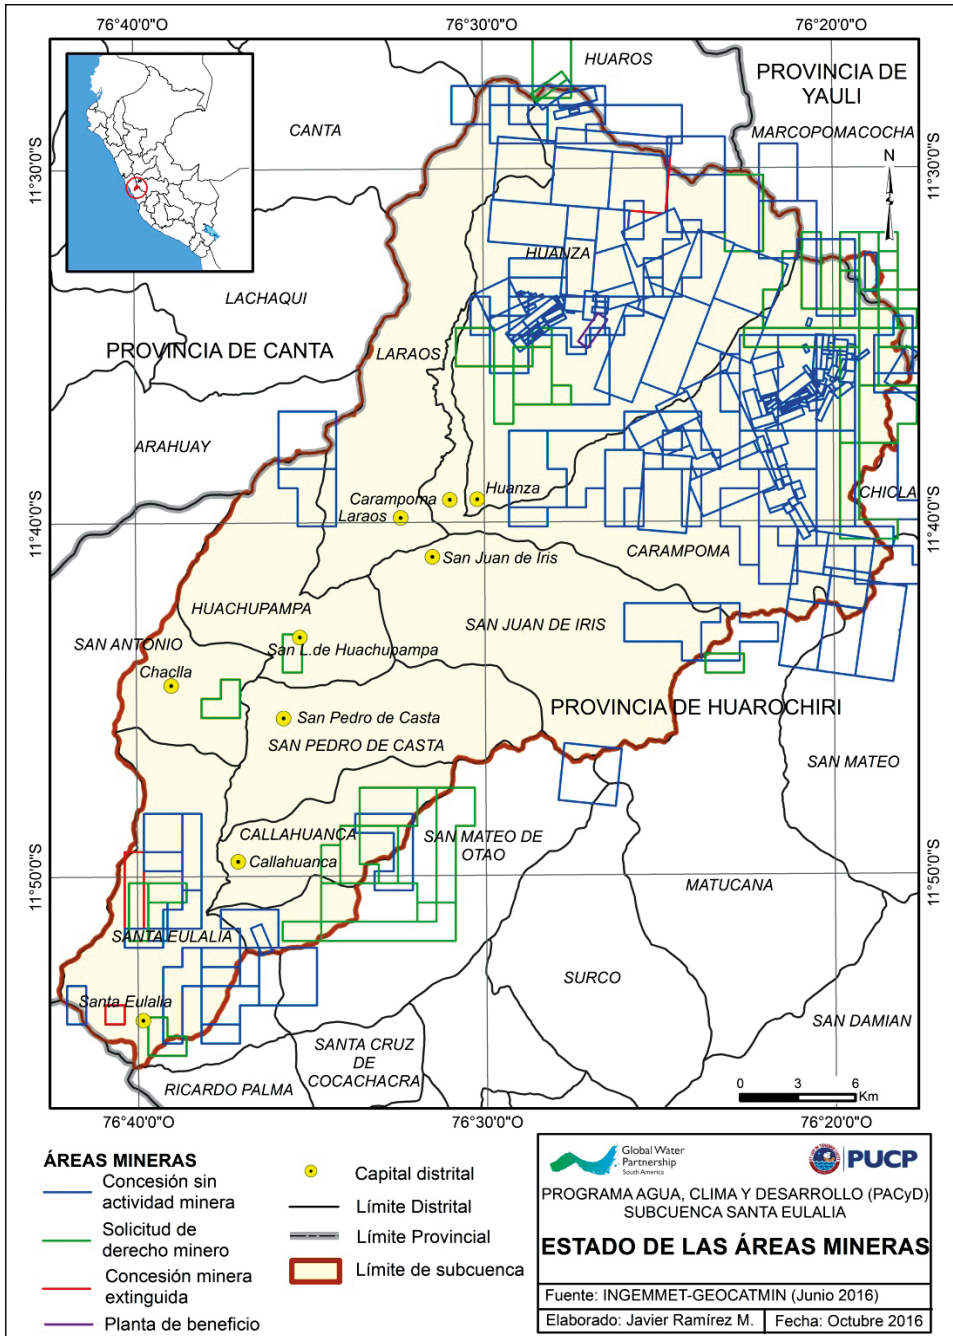 76°40'0"O
76°30'0"O
76°20'0"O
HUAROS
PROVINCIA DE
YAULI
CANTA
MARCOPOMACOCHA
11°30'0"S
11°30'0"S
N
HUANZA
LACHAQUI
PROVINCIA DE CANTA
LARAOS
ARAHUAY
Carampoma
Huanza
CHICLA
Laraos
11°40'0"S
11°40'0"S
San Juan de Iris
CARAMPOMA
HUACHUPAMPA
SAN JUAN DE IRIS
SAN ANTONIO
San L.de Huachupampa
Chaclla
PROVINCIA DE HUAROCHIRI
San Pedro de Casta
SAN PEDRO DE CASTA
SAN MATEO
CALLAHUANCA
SAN MATEO DE
OTAO
Callahuanca
11°50'0"S
11°50'0"S
MATUCANA
SANTA EULALIA
SURCO
Santa Eulalia
SAN DAMIAN
SANTA CRUZ
DE
COCACHACRA
RICARDO PALMA
0 3 6
Km
76°40'0"O
76°30'0"O
76°20'0"O
ÁREAS MINERAS
Concesión sin
actividad minera
Solicitud de
derecho minero
Concesión minera
extinguida
Planta de beneficio
Capital distrital
Límite Distrital
Límite Provincial
Límite de subcuenca
Global Water
Partnership
South America
PUCP
PROGRAMA AGUA, CLIMA Y DESARROLLO (PACyD)
SUBCUENCA SANTA EULALIA
ESTADO DE LAS ÁREAS MINERAS
Fuente: INGEMMET-GEOCATMIN (Junio 2016)
Elaborado: Javier Ramírez M.
Fecha: Octubre 2016